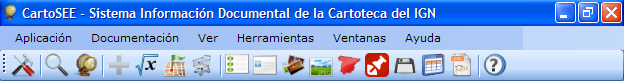 CartoSEE - Sistema Información Documental de la Cartoteca del IGN
Aplicación Documentación Ver Herramientas Ventanas Ayuda